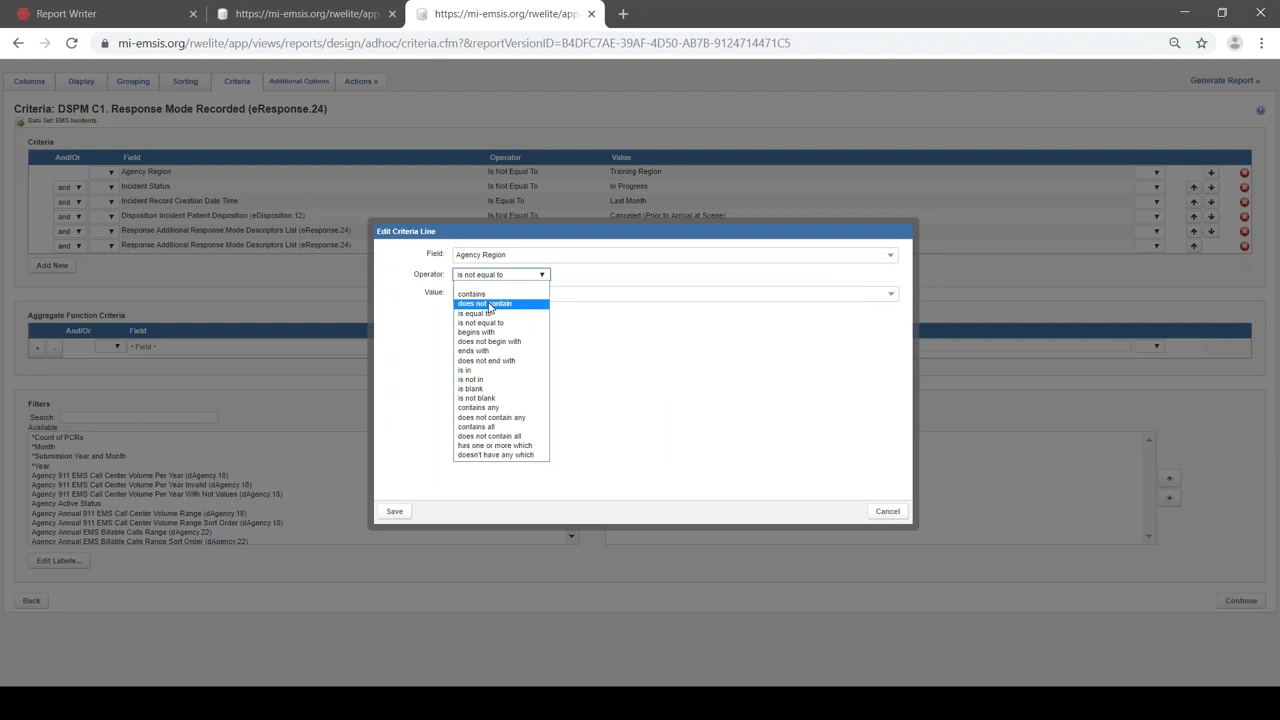 Report Writer
https://mi-emsis.org/rwelite/app
https://mi-emsis.org/rwelite/app
mi-emsis.org/rwelite/app/views/reports/design/adhoc/criteria.cfm?&reportVersionID=B4DFC7AE-39AF-4D50-AB7B-9124714471C5
Columns Display Grouping Sorting Criteria Additional Options Actions » Generate Report »
Criteria: DSPM C1. Response Mode Recorded (eResponse.24)
Data Set: EMS Incidents
Criteria
And/Or Field Operator Value
Agency Region Is Not Equal To Training Region
and Incident Status Is Not Equal To In Progress
and Incident Record Creation Date Time Is Equal To Last Month
and Disposition Incident Patient Disposition (eDisposition.12) Is Not Equal To Canceled (Prior to Arrival at Scene)
and Response Additional Response Mode Descriptors List (eResponse.24)
and Response Additional Response Mode Descriptors List (eResponse.24)
Add New
Edit Criteria Line
Field: Agency Region
Operator: is not equal to
Value:
contains
does not contain
is equal to
is not equal to
begins with
does not begin with
ends with
does not end with
is in
is not in
is blank
is not blank
contains any
does not contain any
contains all
does not contain all
has one or more which
doesn't have any which
Save Cancel
Aggregate Function Criteria
And/Or Field
+ - • Field •
Filters
Search:
Available
*Count of PCRs
*Month
*Submission Year and Month
*Year
Agency 911 EMS Call Center Volume Per Year (dAgency.18)
Agency 911 EMS Call Center Volume Per Year Invalid (dAgency.18)
Agency 911 EMS Call Center Volume Per Year With Not Values (dAgency.18)
Agency Active Status
Agency Annual 911 EMS Call Center Volume Range (dAgency.18)
Agency Annual 911 EMS Call Center Volume Range Sort Order (dAgency.18)
Agency Annual EMS Billable Calls Range (dAgency.22)
Agency Annual EMS Billable Calls Range Sort Order (dAgency.22)
Edit Labels...
Back Continue